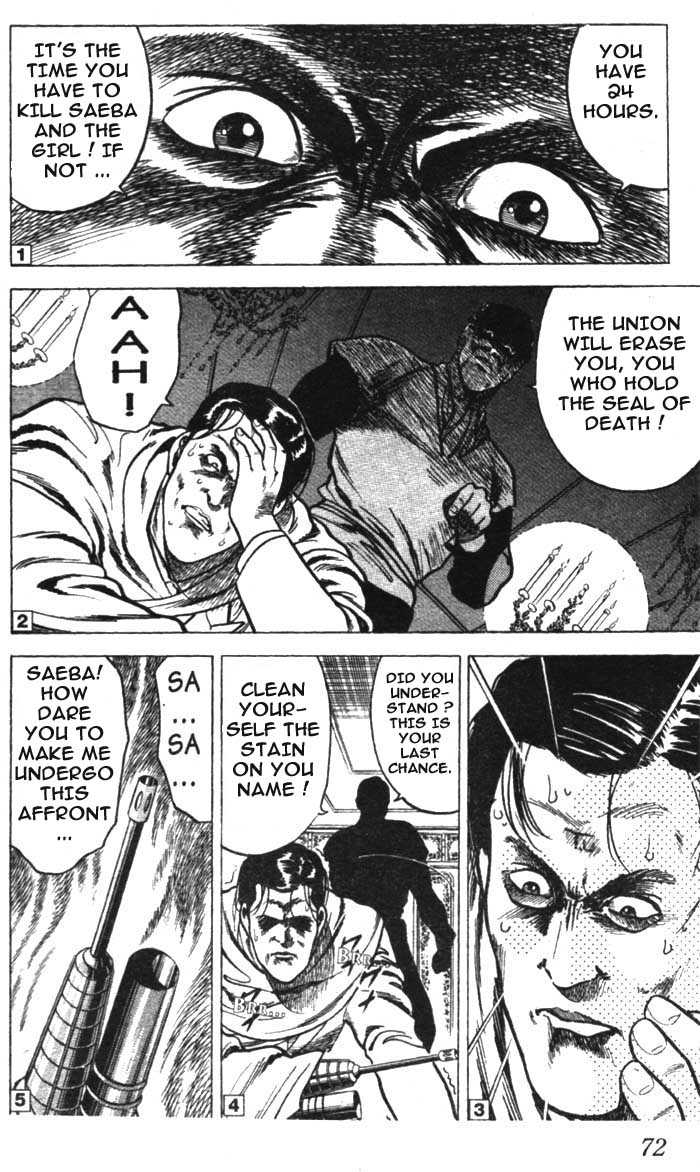 YOU
HAVE
24
HOURS.
IT'S THE
TIME YOU
HAVE TO
KILL SAEBA
AND THE
GIRL! IF
NOT ...
1
THE UNION
WILL ERASE
YOU, YOU
WHO HOLD
THE SEAL OF
DEATH!
A
AH!
2
3
DID YOU
UNDER-
STAND?
THIS IS
YOUR
LAST
CHANCE.
CLEAN
YOUR-
SELF THE
STAIN
ON YOU
NAME!
BRR...
BRR...
4
SA
...
SA
...
SAEBA!
HOW
DARE
YOU TO
MAKE ME
UNDERGO
THIS
AFFRONT
...
5
72